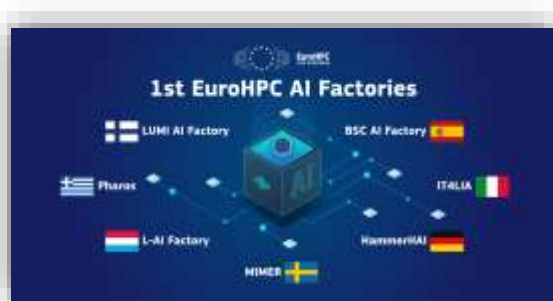 EuroHPC
1st EuroHPC AI Factories
LUMI AI Factory
BSC AI Factory
Pharos
AI
IT4LIA
L-AI Factory
HammerHAI
MIMER